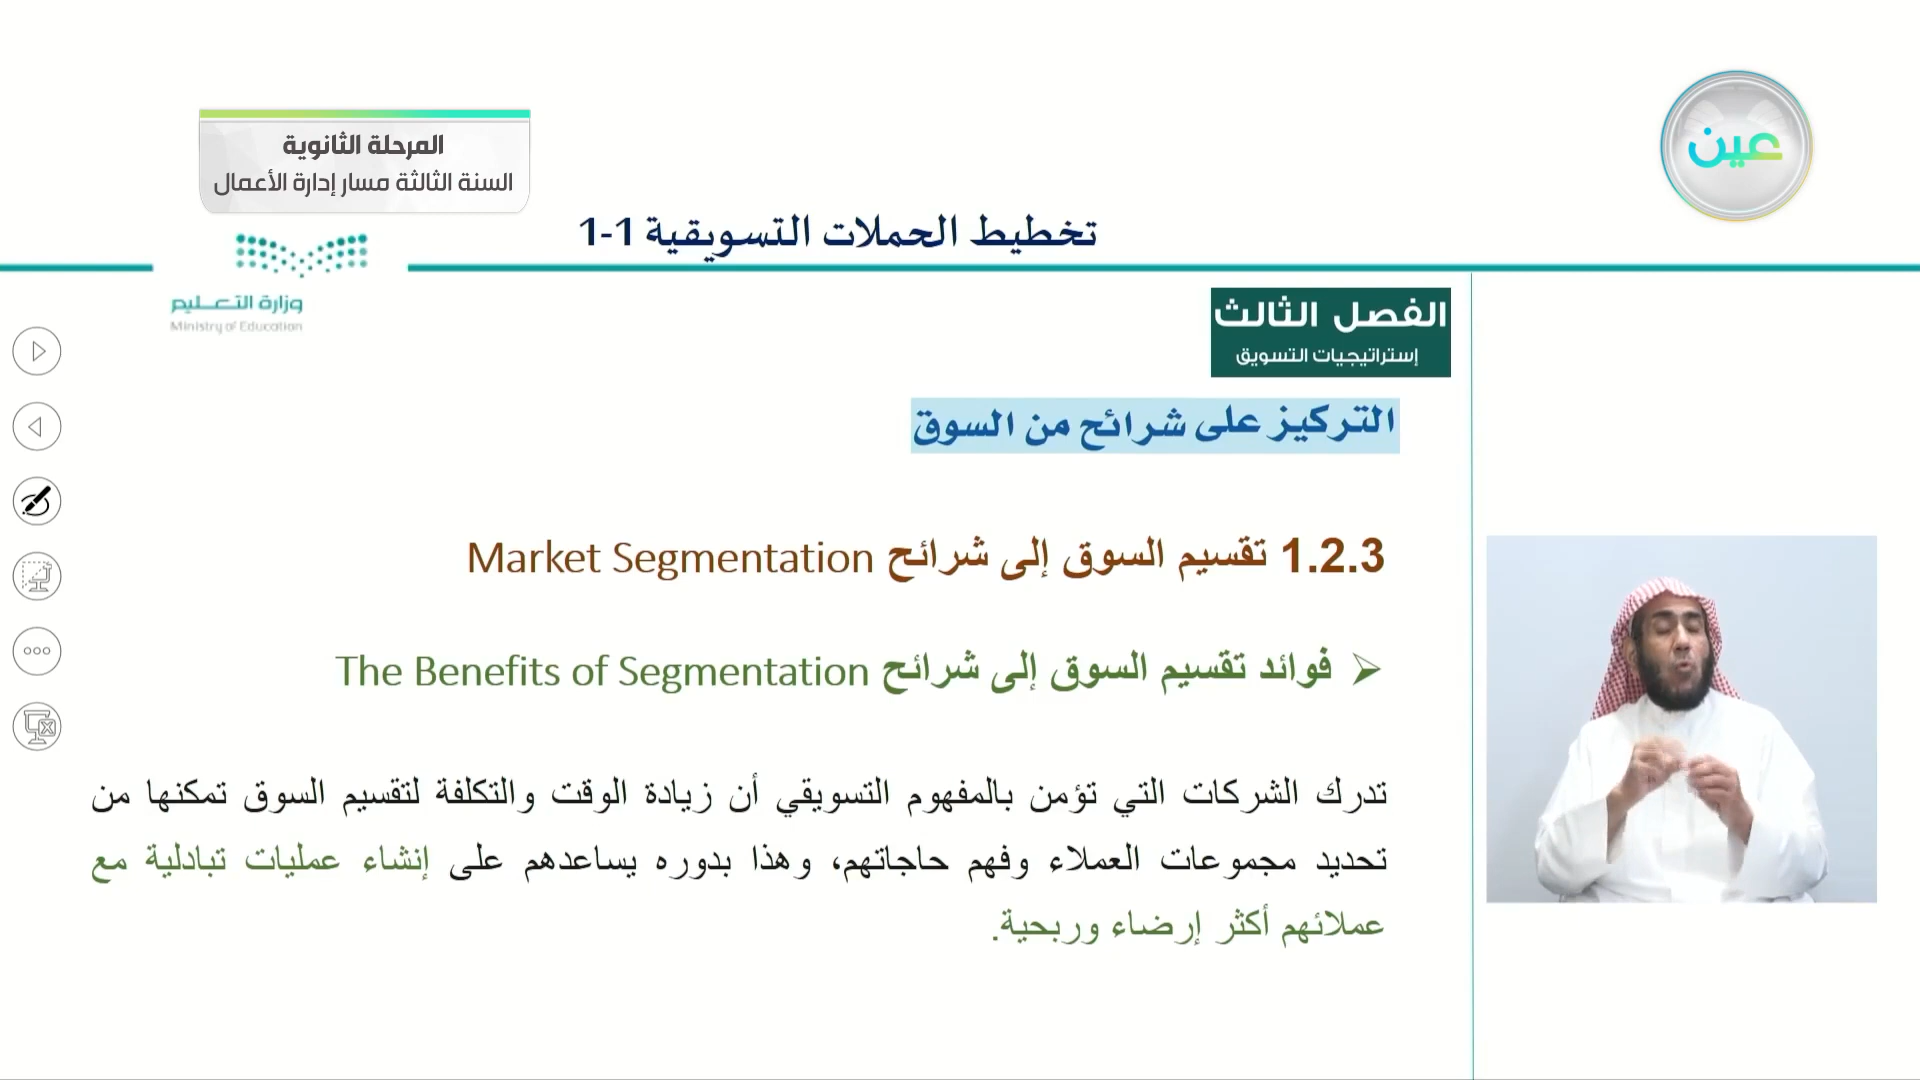 عين
المرحلة الثانوية
السنة الثالثة مسار إدارة الأعمال
تخطيط الحملات التسويقية 1-1
وزارة التعليم
Ministry of Education
الفصل الثالث
إستراتيجيات التسويق
التركيز على شرائح من السوق
1.2.3 تقسيم السوق إلى شرائح Market Segmentation
فوائد تقسيم السوق إلى شرائح The Benefits of Segmentation
تدرك الشركات التي تؤمن بالمفهوم التسويقي أن زيادة الوقت والتكلفة لتقسيم السوق تمكنها من
تحديد مجموعات العملاء وفهم حاجاتهم، وهذا بدوره يساعدهم على إنشاء عمليات تبادلية مع
عملائهم أكثر إرضاء وربحية.